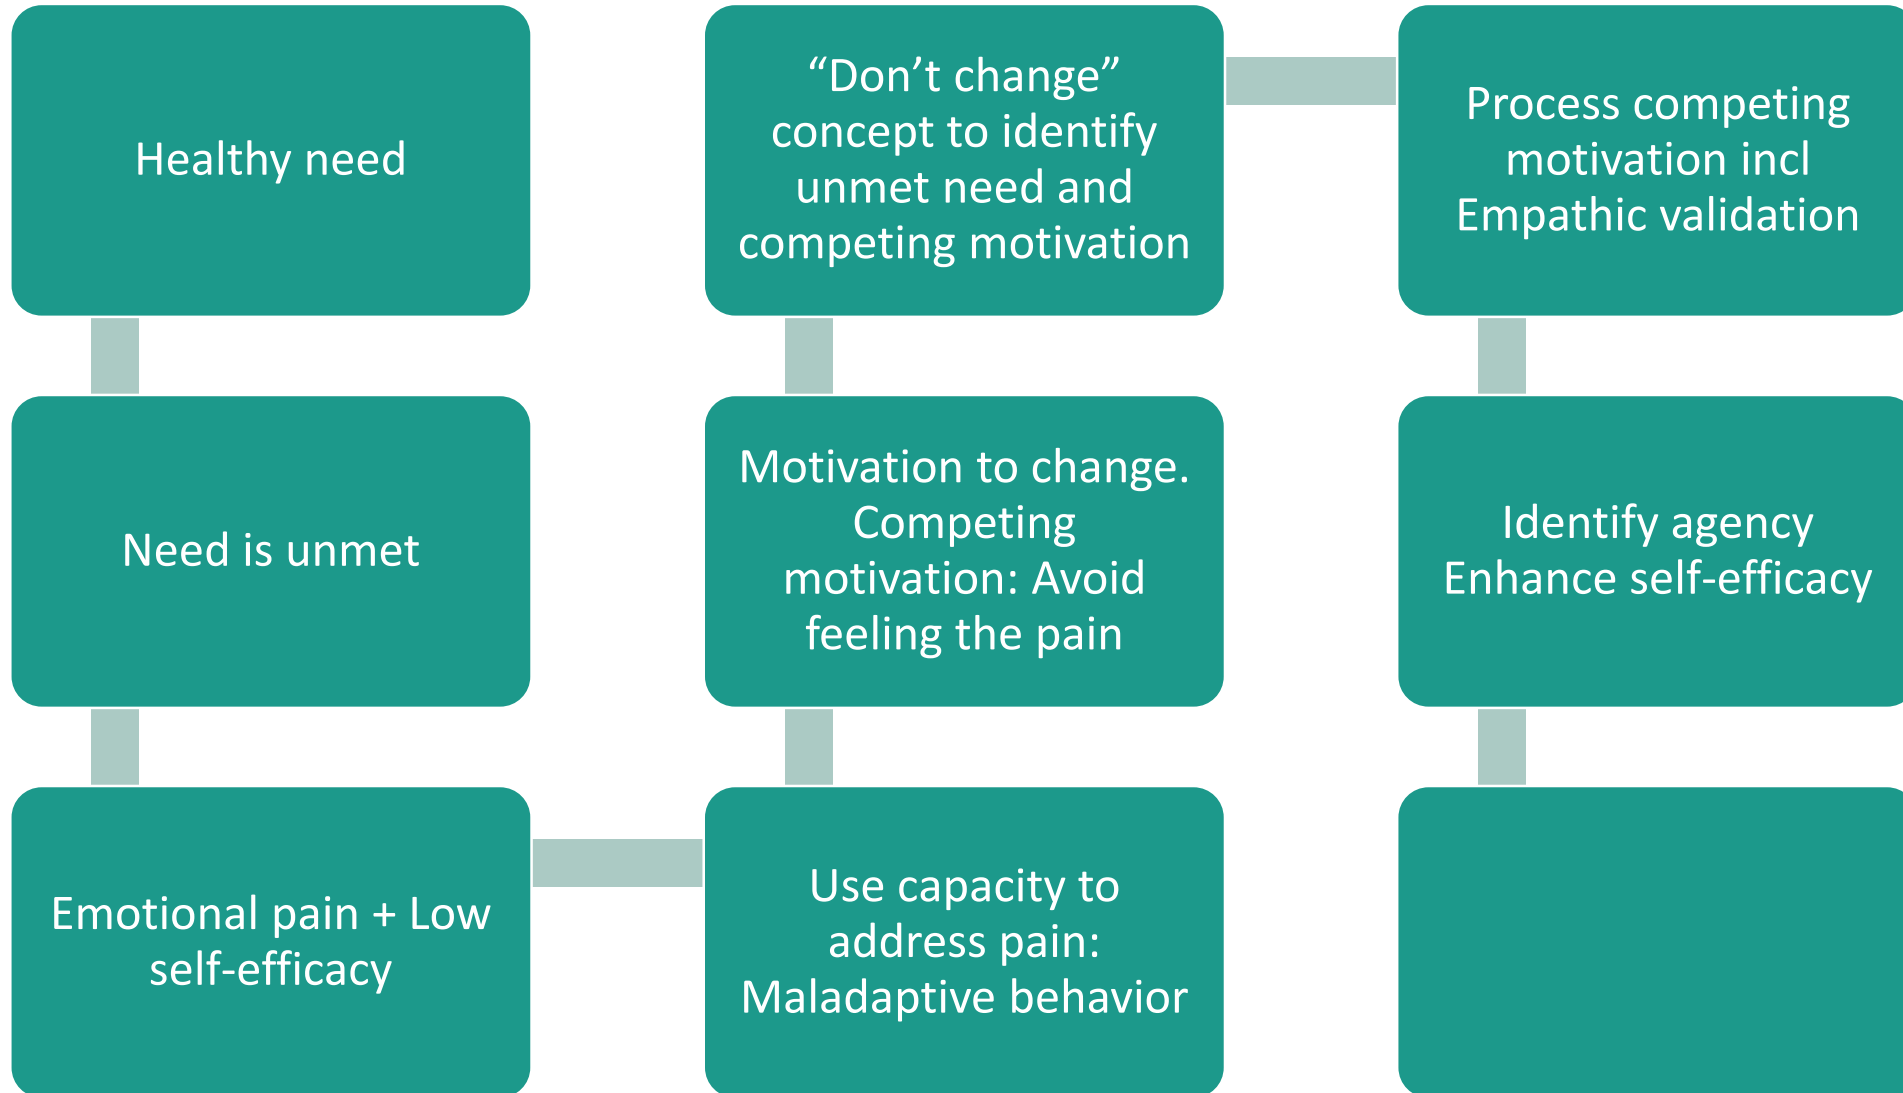 Healthy need
Need is unmet
Emotional pain + Low
self-efficacy
Use capacity to
address pain:
Maladaptive behavior
Motivation to change.
Competing
motivation: Avoid
feeling the pain
“Don’t change”
concept to identify
unmet need and
competing motivation
Process competing
motivation incl
Empathic validation
Identify agency
Enhance self-efficacy